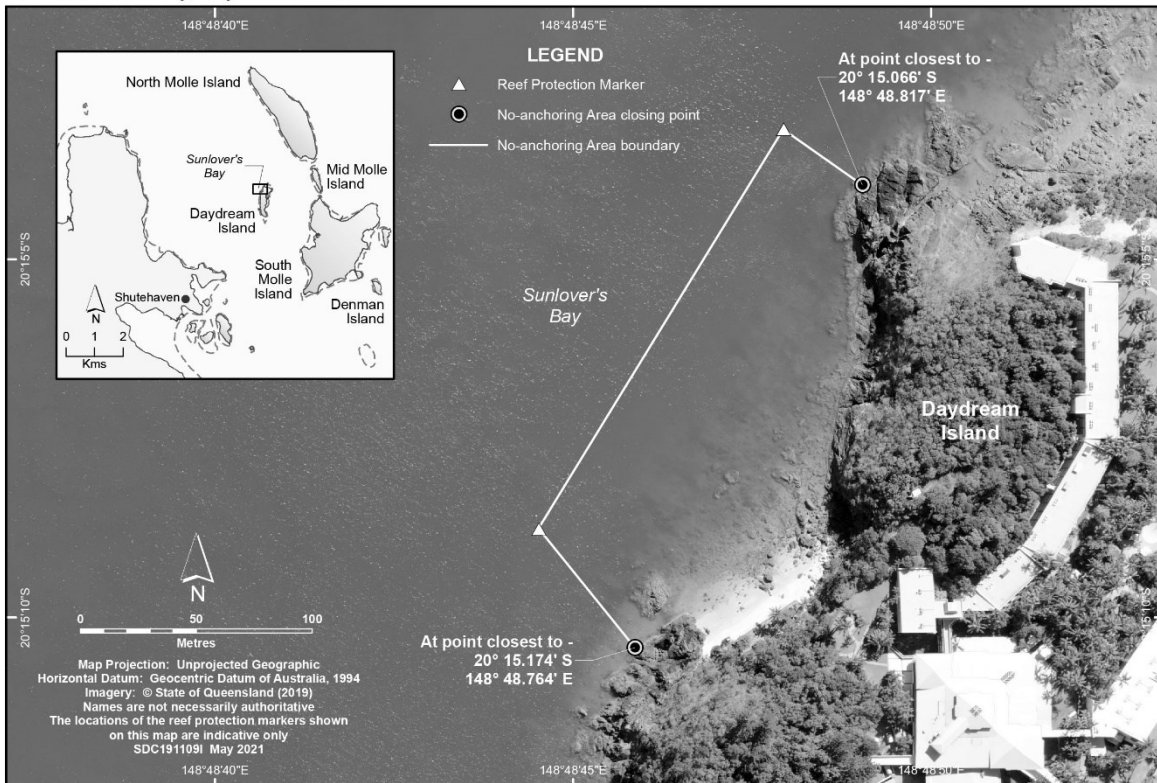 148°48'40"E
148°48'45"E
148°48'50"E
North Molle Island
Sunlover's
Bay
Mid Molle
Island
Daydream
Island
South
Molle
Island
Denman
Island
Shutehaven
N
0 1 2
Kms
LEGEND
Reef Protection Marker
No-anchoring Area closing point
No-anchoring Area boundary
At point closest to -
20° 15.066' S
148° 48.817' E
20°15'5"S
20°15'5"S
Sunlover's
Bay
Daydream
Island
N
0 50 100
Metres
Map Projection: Unprojected Geographic
Horizontal Datum: Geocentric Datum of Australia, 1994
Imagery: © State of Queensland (2019)
Names are not necessarily authoritative
The locations of the reef protection markers shown
on this map are indicative only
SDC191109I May 2021
At point closest to -
20° 15.174' S
148° 48.764' E
20°15'10"S
20°15'10"S
148°48'40"E
148°48'45"E
148°48'50"E